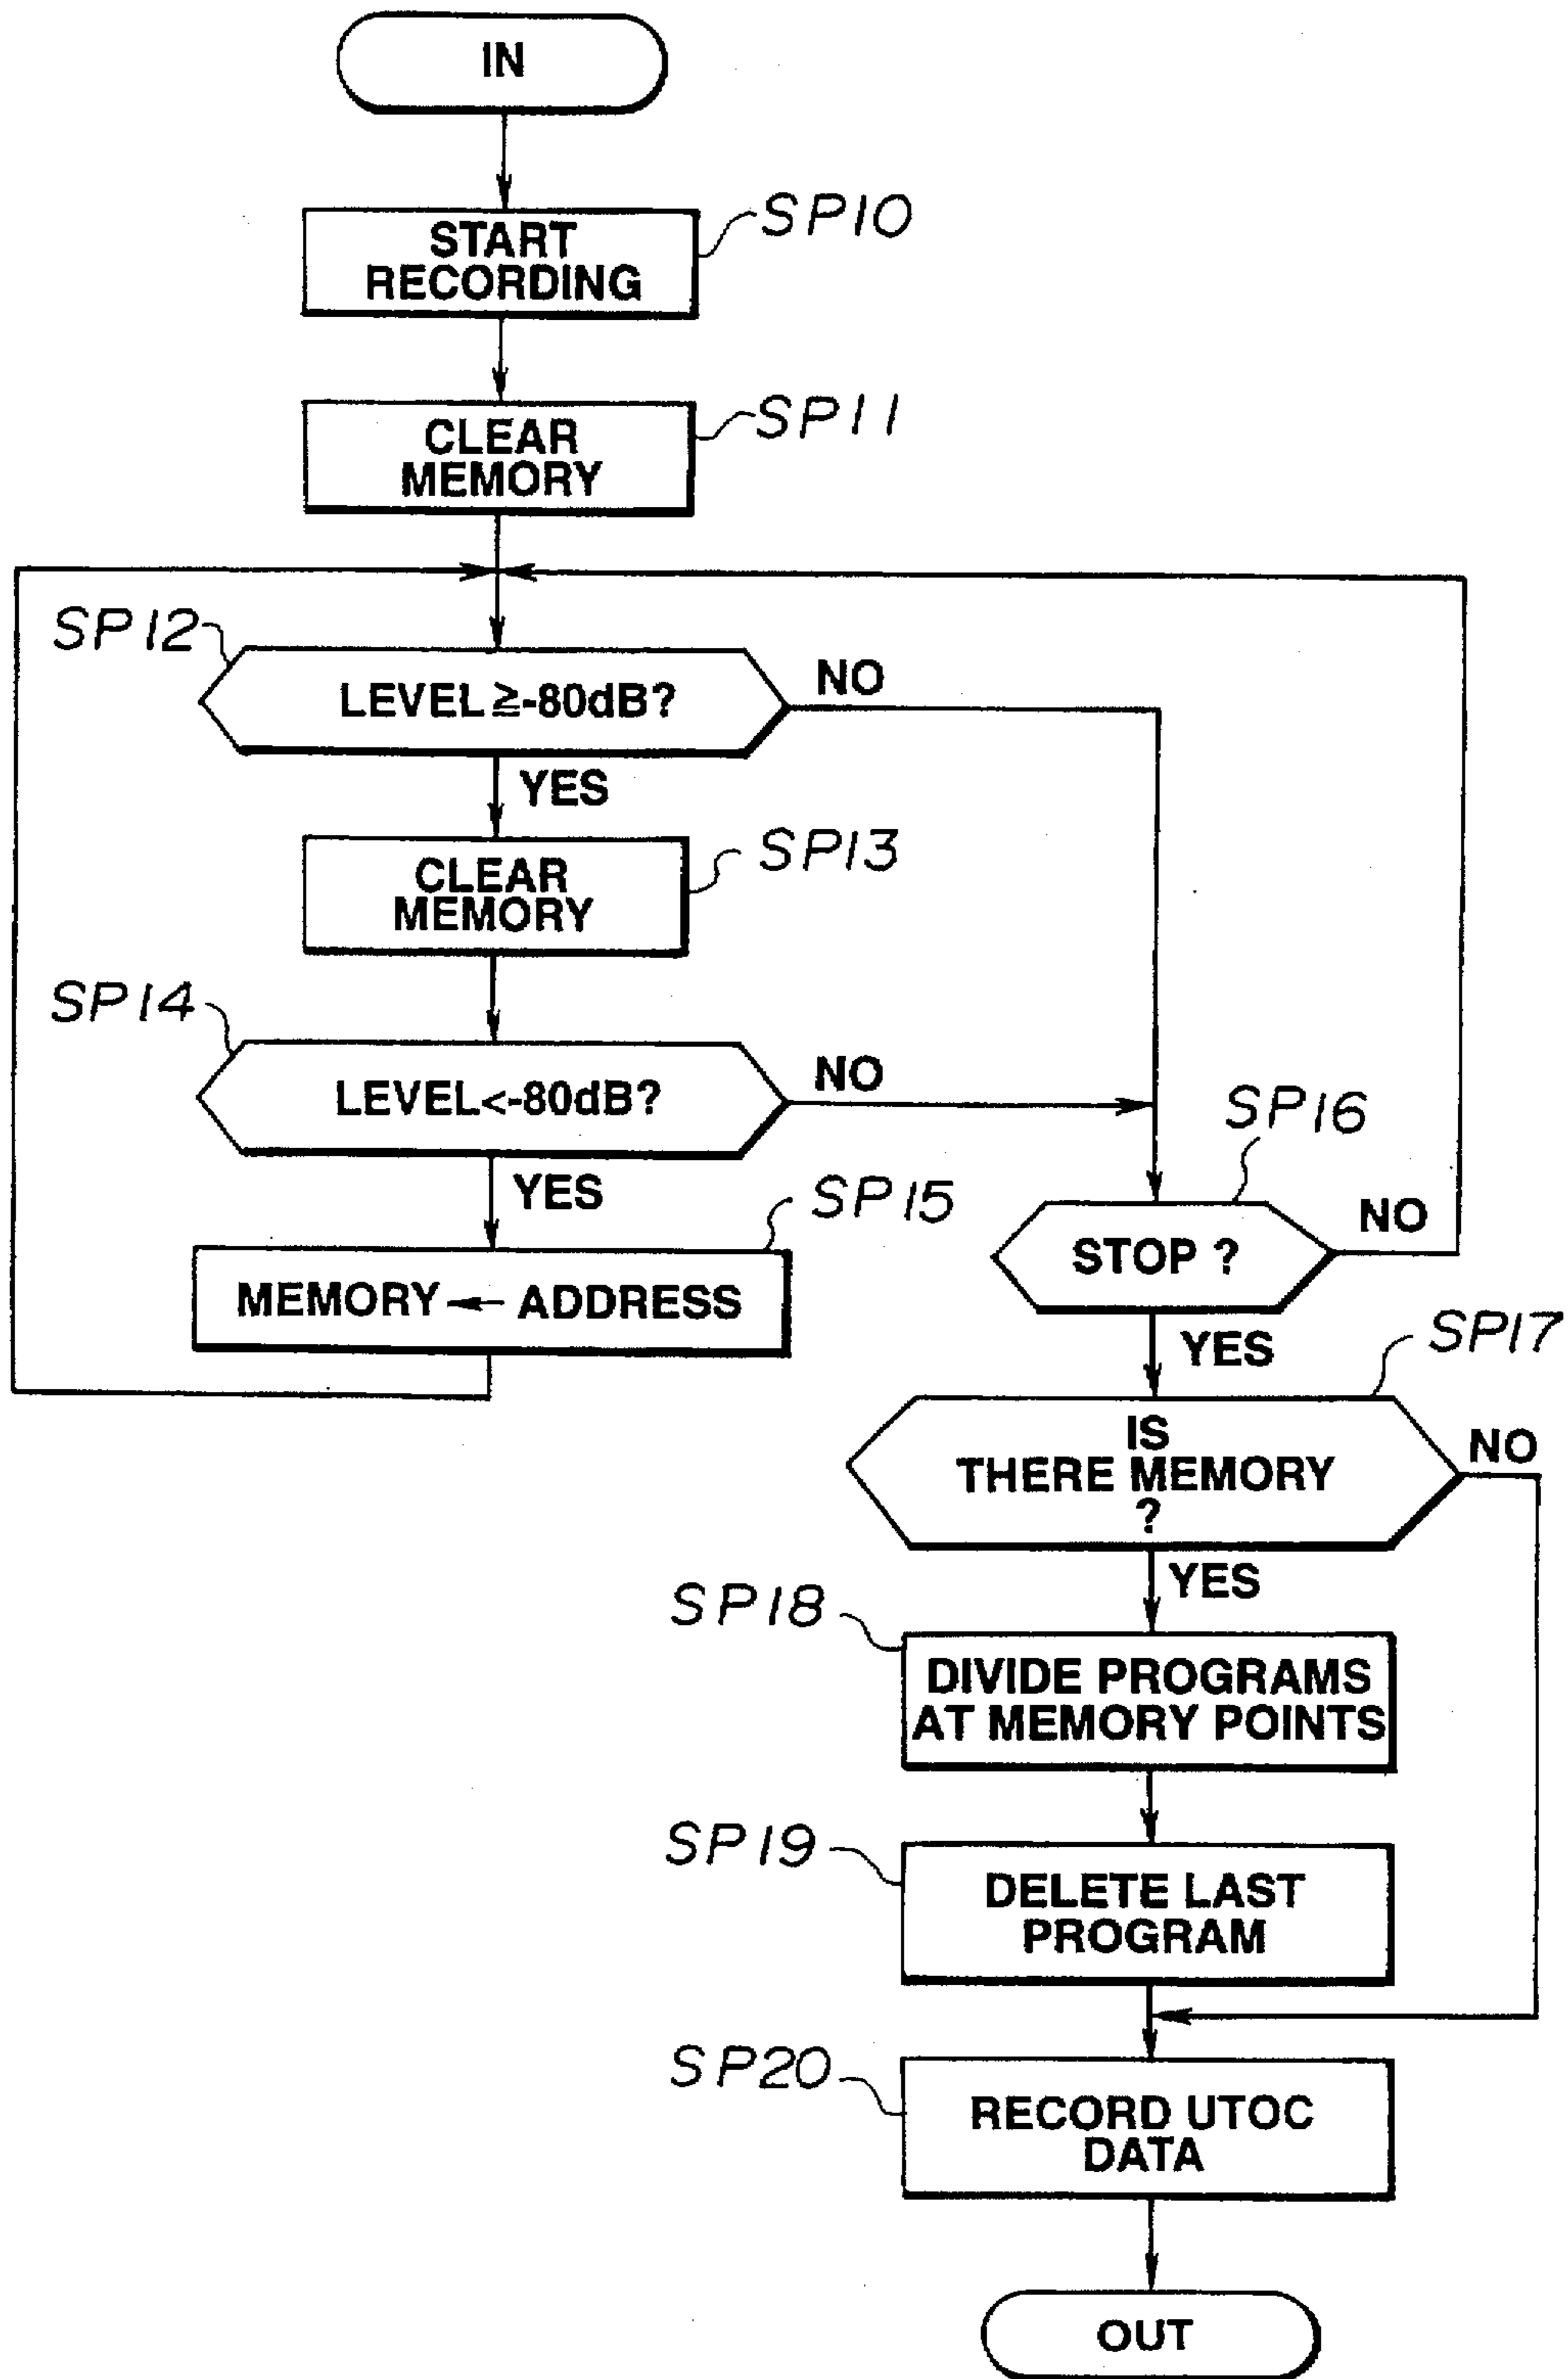 IN
SP10
START
RECORDING
SP11
CLEAR
MEMORY
SP12
LEVEL≧-80dB?
NO
YES
SP13
CLEAR
MEMORY
SP14
LEVEL<-80dB?
NO
YES
SP15
MEMORY ← ADDRESS
SP16
STOP ?
NO
YES
SP17
IS
THERE MEMORY
?
NO
YES
SP18
DIVIDE PROGRAMS
AT MEMORY POINTS
SP19
DELETE LAST
PROGRAM
SP20
RECORD UTOC
DATA
OUT